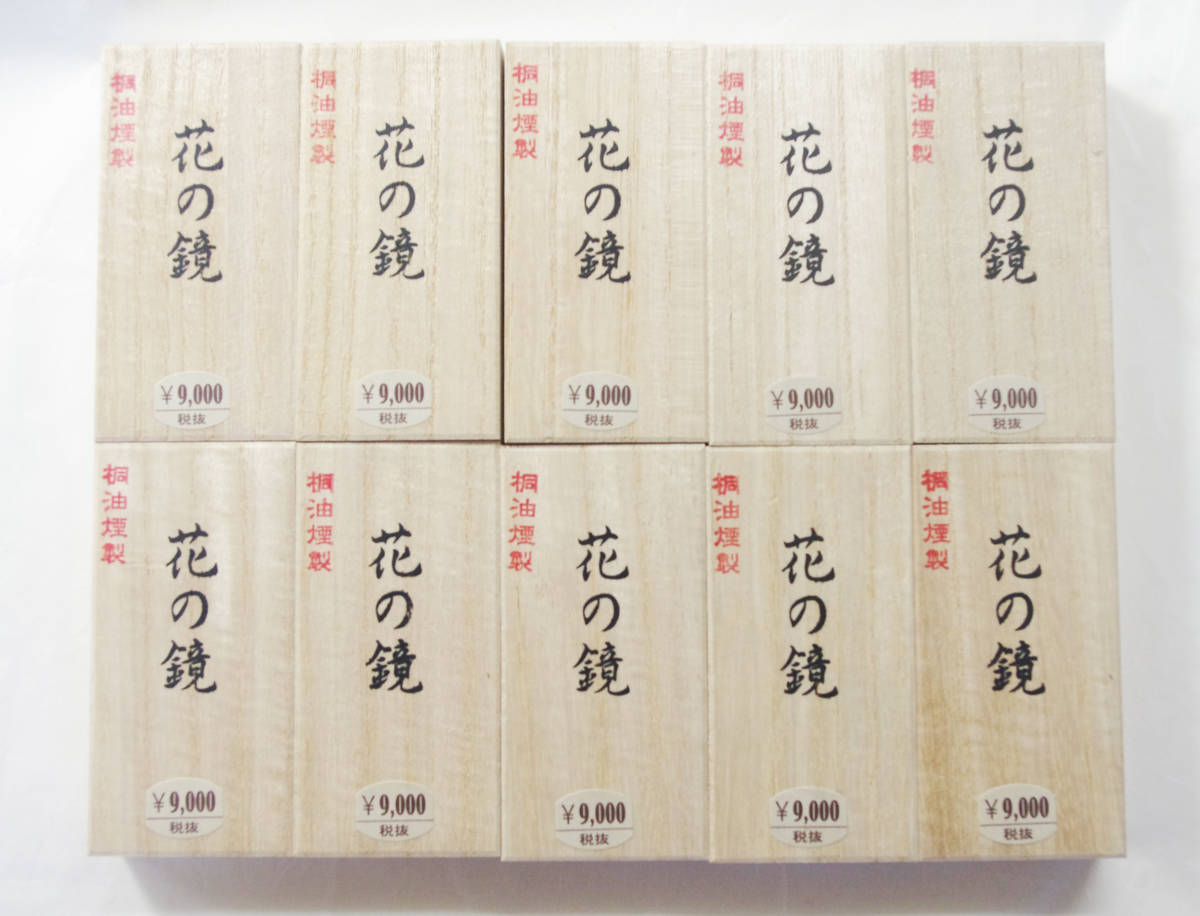 桐油煙製
花の鏡
¥9,000
税抜
桐油煙製
花の鏡
¥9,000
税抜
桐油煙製
花の鏡
¥9,000
税抜
桐油煙製
花の鏡
¥9,000
税抜
桐油煙製
花の鏡
¥9,000
税抜
桐油煙製
花の鏡
¥9,000
税抜
桐油煙製
花の鏡
¥9,000
税抜
桐油煙製
花の鏡
¥9,000
税抜
桐油煙製
花の鏡
¥9,000
税抜
桐油煙製
花の鏡
¥9,000
税抜